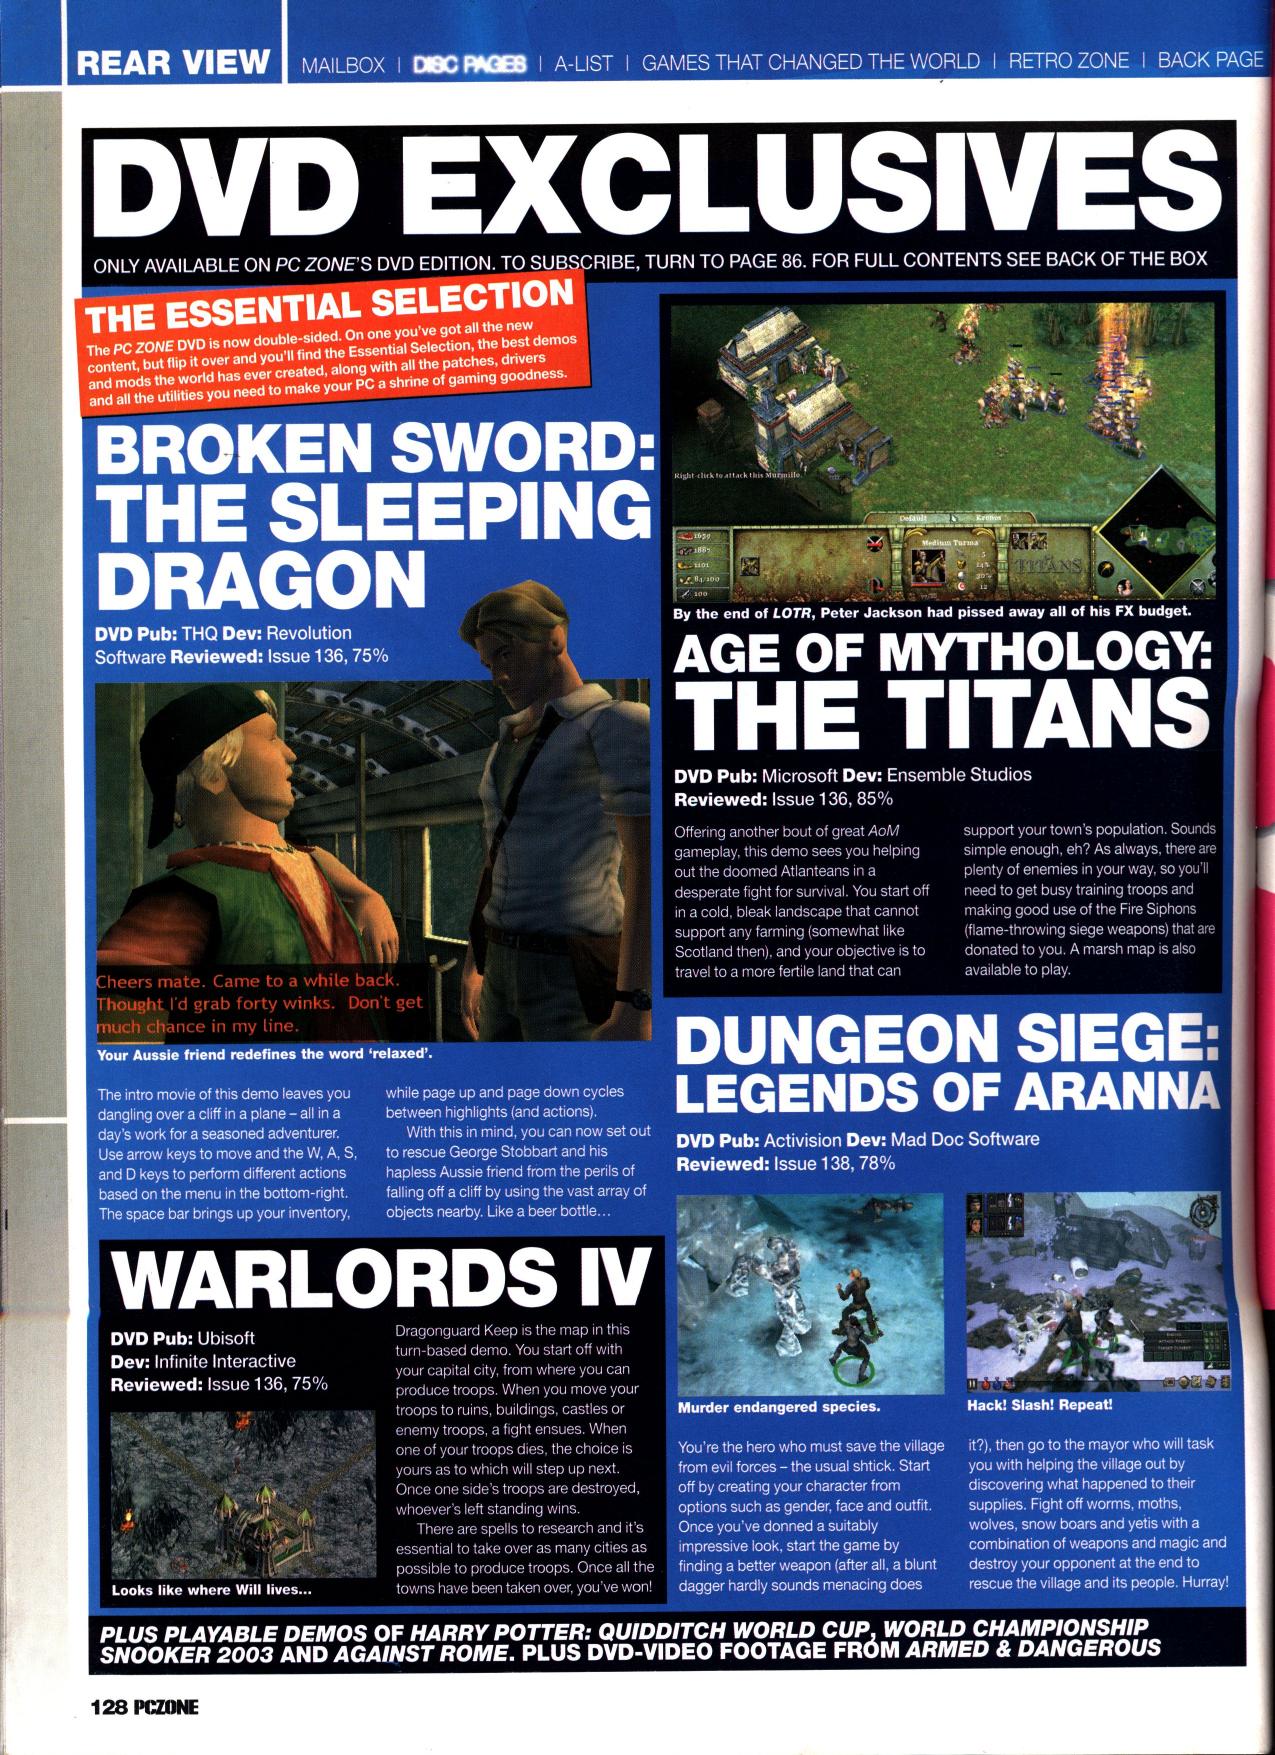 REAR VIEW
MAILBOX | DISC PAGES | A-LIST | GAMES THAT CHANGED THE WORLD | RETRO ZONE | BACK PAGE
DVD EXCLUSIVES
ONLY AVAILABLE ON PC ZONE'S DVD EDITION. TO SUBSCRIBE, TURN TO PAGE 86. FOR FULL CONTENTS SEE BACK OF THE BOX
THE ESSENTIAL SELECTION
The PC ZONE DVD is now double-sided. On one you've got all the new
content, but flip it over and you'll find the Essential Selection, the best demos
and mods the world has ever created, along with all the patches, drivers
and all the utilities you need to make your PC a shrine of gaming goodness.
BROKEN SWORD:
THE SLEEPING
DRAGON
DVD Pub: THQ Dev: Revolution
Software Reviewed: Issue 136, 75%
Cheers mate. Came to a while back.
Thought I'd grab forty winks. Don't get
much chance in my line.
Your Aussie friend redefines the word 'relaxed'.
The intro movie of this demo leaves you
dangling over a cliff in a plane – all in a
day's work for a seasoned adventurer.
Use arrow keys to move and the W, A, S,
and D keys to perform different actions
based on the menu in the bottom-right.
The space bar brings up your inventory,
while page up and page down cycles
between highlights (and actions).
With this in mind, you can now set out
to rescue George Stobbart and his
hapless Aussie friend from the perils of
falling off a cliff by using the vast array of
objects nearby. Like a beer bottle...
WARLORDS IV
DVD Pub: Ubisoft
Dev: Infinite Interactive
Reviewed: Issue 136, 75%
Looks like where Will lives...
Dragonguard Keep is the map in this
turn-based demo. You start off with
your capital city, from where you can
produce troops. When you move your
troops to ruins, buildings, castles or
enemy troops, a fight ensues. When
one of your troops dies, the choice is
yours as to which will step up next.
Once one side's troops are destroyed,
whoever's left standing wins.
There are spells to research and it's
essential to take over as many cities as
possible to produce troops. Once all the
towns have been taken over, you've won!
Right-click to attack this Murmillo.
Default Kronos
1639
1887
1101
84/100
100
Medium Turma
5
14%
30%
12
TITANS
By the end of LOTR, Peter Jackson had pissed away all of his FX budget.
AGE OF MYTHOLOGY:
THE TITANS
DVD Pub: Microsoft Dev: Ensemble Studios
Reviewed: Issue 136, 85%
Offering another bout of great AoM
gameplay, this demo sees you helping
out the doomed Atlanteans in a
desperate fight for survival. You start off
in a cold, bleak landscape that cannot
support any farming (somewhat like
Scotland then), and your objective is to
travel to a more fertile land that can
support your town's population. Sounds
simple enough, eh? As always, there are
plenty of enemies in your way, so you'll
need to get busy training troops and
making good use of the Fire Siphons
(flame-throwing siege weapons) that are
donated to you. A marsh map is also
available to play.
DUNGEON SIEGE:
LEGENDS OF ARANNA
DVD Pub: Activision Dev: Mad Doc Software
Reviewed: Issue 138, 78%
Murder endangered species.
Hack! Slash! Repeat!
You're the hero who must save the village
from evil forces – the usual shtick. Start
off by creating your character from
options such as gender, face and outfit.
Once you've donned a suitably
impressive look, start the game by
finding a better weapon (after all, a blunt
dagger hardly sounds menacing does
it?), then go to the mayor who will task
you with helping the village out by
discovering what happened to their
supplies. Fight off worms, moths,
wolves, snow boars and yetis with a
combination of weapons and magic and
destroy your opponent at the end to
rescue the village and its people. Hurray!
PLUS PLAYABLE DEMOS OF HARRY POTTER: QUIDDITCH WORLD CUP, WORLD CHAMPIONSHIP
SNOOKER 2003 AND AGAINST ROME. PLUS DVD-VIDEO FOOTAGE FROM ARMED & DANGEROUS
128 PCZONE